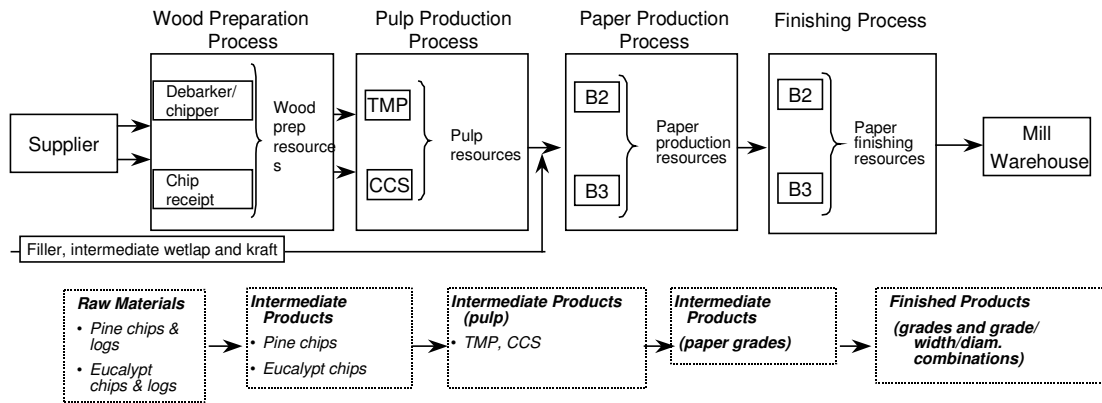 Wood Preparation
Process
Pulp Production
Process
Paper Production
Process
Finishing Process
Supplier
Debarker/
chipper
Chip
receipt
Wood
prep
resource
s
TMP
CCS
Pulp
resources
B2
B3
Paper
production
resources
B2
B3
Paper
finishing
resources
Mill
Warehouse
Filler, intermediate wetlap and kraft
Raw Materials
• Pine chips &
logs
• Eucalypt
chips & logs
Intermediate
Products
• Pine chips
• Eucalypt chips
Intermediate Products
(pulp)
• TMP, CCS
Intermediate
Products
(paper grades)
Finished Products
(grades and grade/
width/diam.
combinations)